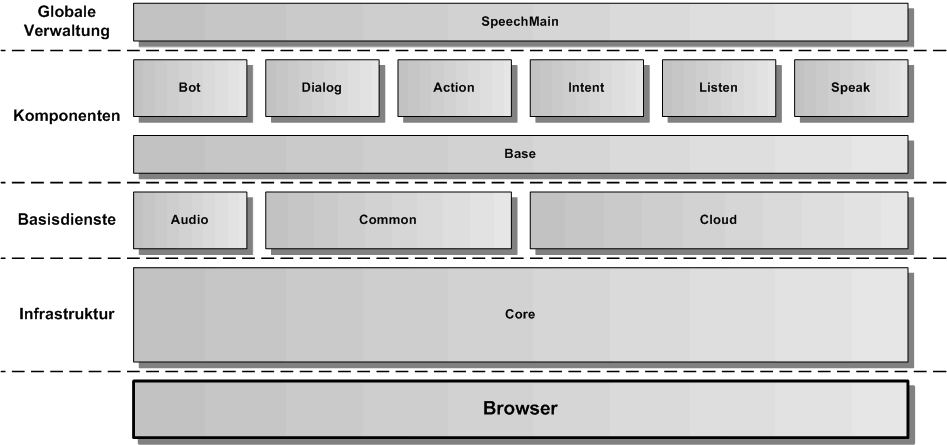 Globale
Verwaltung
SpeechMain
Bot
Dialog
Action
Intent
Listen
Speak
Komponenten
Base
Basisdienste
Audio
Common
Cloud
Infrastruktur
Core
Browser